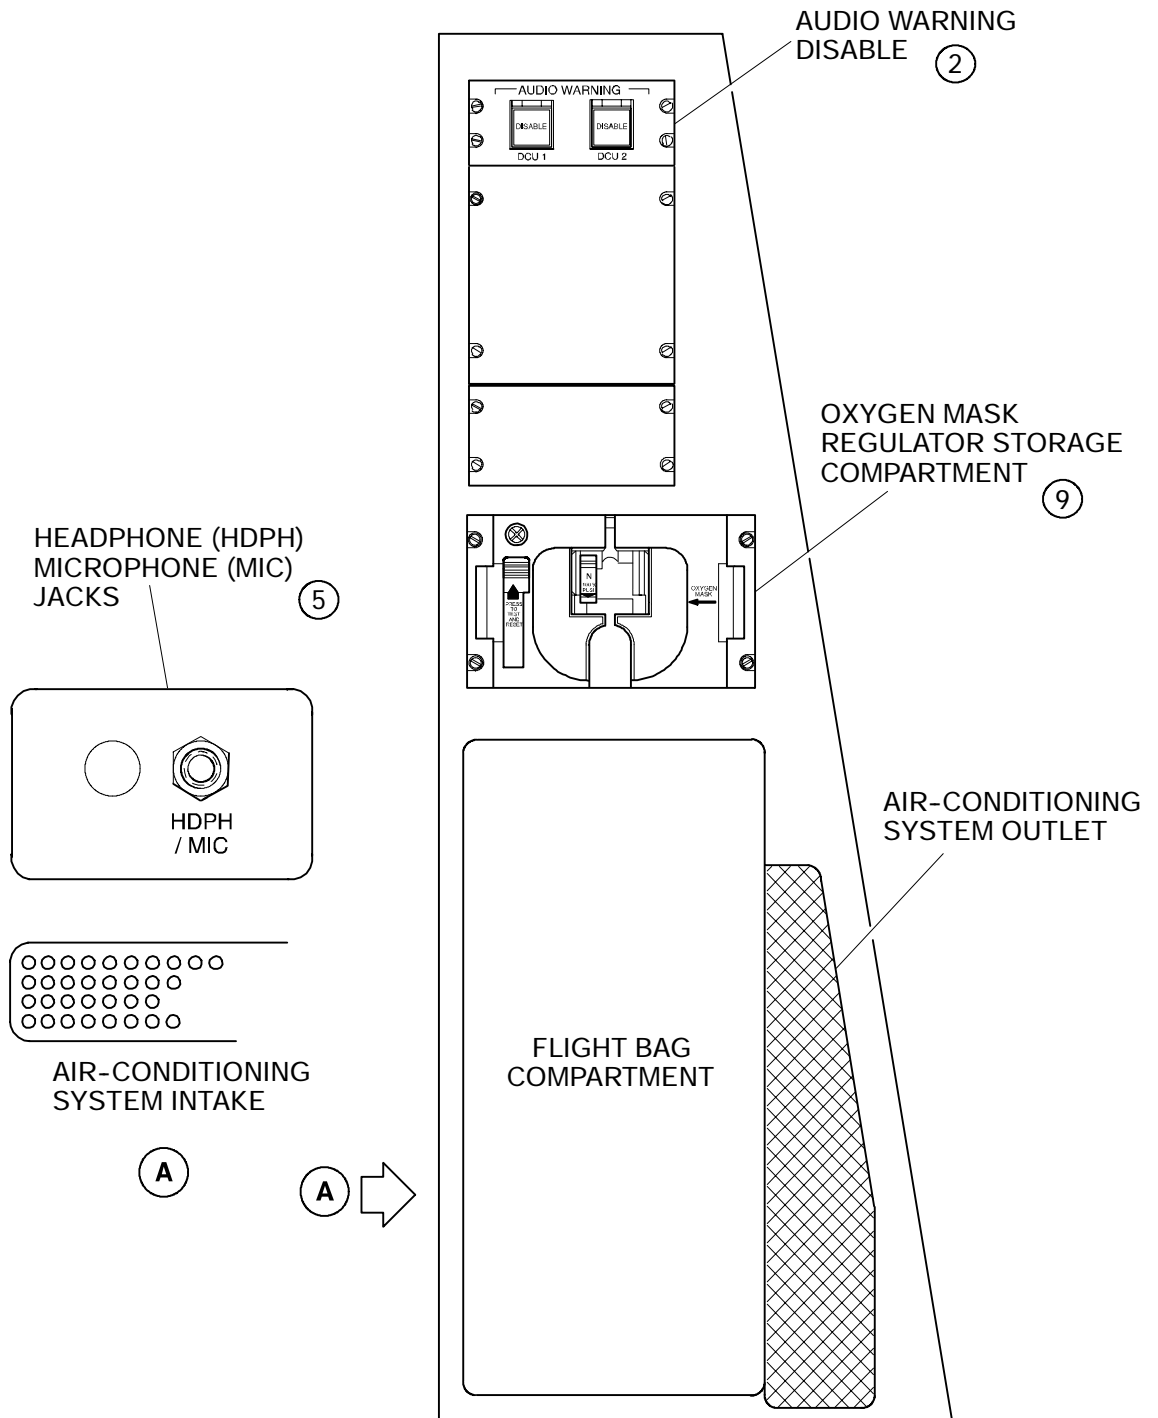 AUDIO WARNING
DISABLE
2
AUDIO WARNING
DISABLE DISABLE
DCU 1 DCU 2
OXYGEN MASK
REGULATOR STORAGE
COMPARTMENT
9
HEADPHONE (HDPH)
MICROPHONE (MIC)
JACKS
5
N
100%
PUSH
PRESS
TO
TEST
AND
RESET
OXYGEN
MASK
HDPH
/ MIC
AIR-CONDITIONING
SYSTEM OUTLET
FLIGHT BAG
COMPARTMENT
AIR-CONDITIONING
SYSTEM INTAKE
A
A